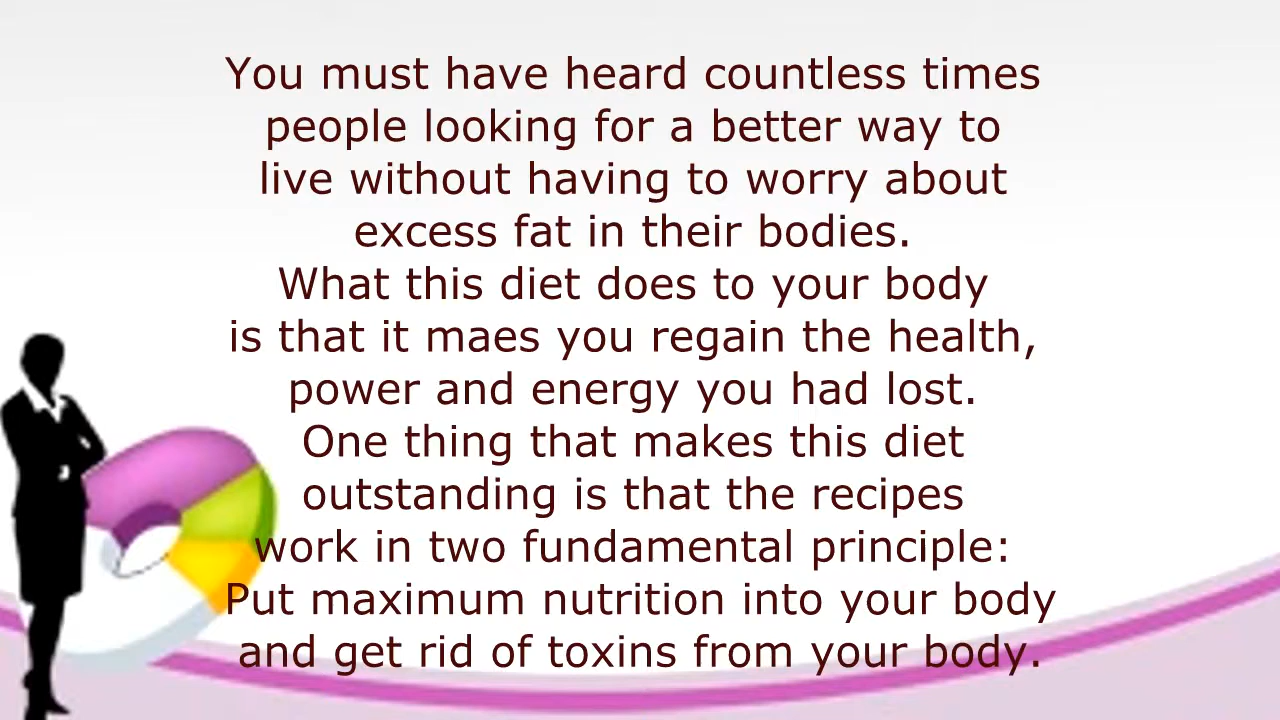 You must have heard countless times
people looking for a better way to
live without having to worry about
excess fat in their bodies.
What this diet does to your body
is that it maes you regain the health,
power and energy you had lost.
One thing that makes this diet
outstanding is that the recipes
work in two fundamental principle:
Put maximum nutrition into your body
and get rid of toxins from your body.